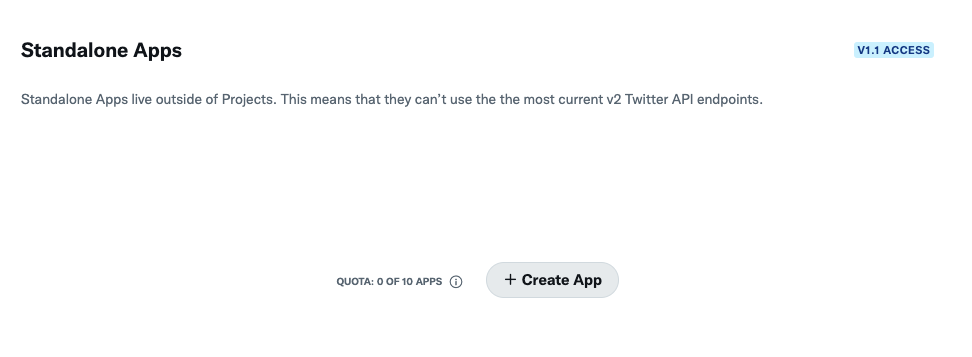 Standalone Apps
V1.1 ACCESS
Standalone Apps live outside of Projects. This means that they can't use the the most current v2 Twitter API endpoints.
QUOTA: 0 OF 10 APPS
+ Create App